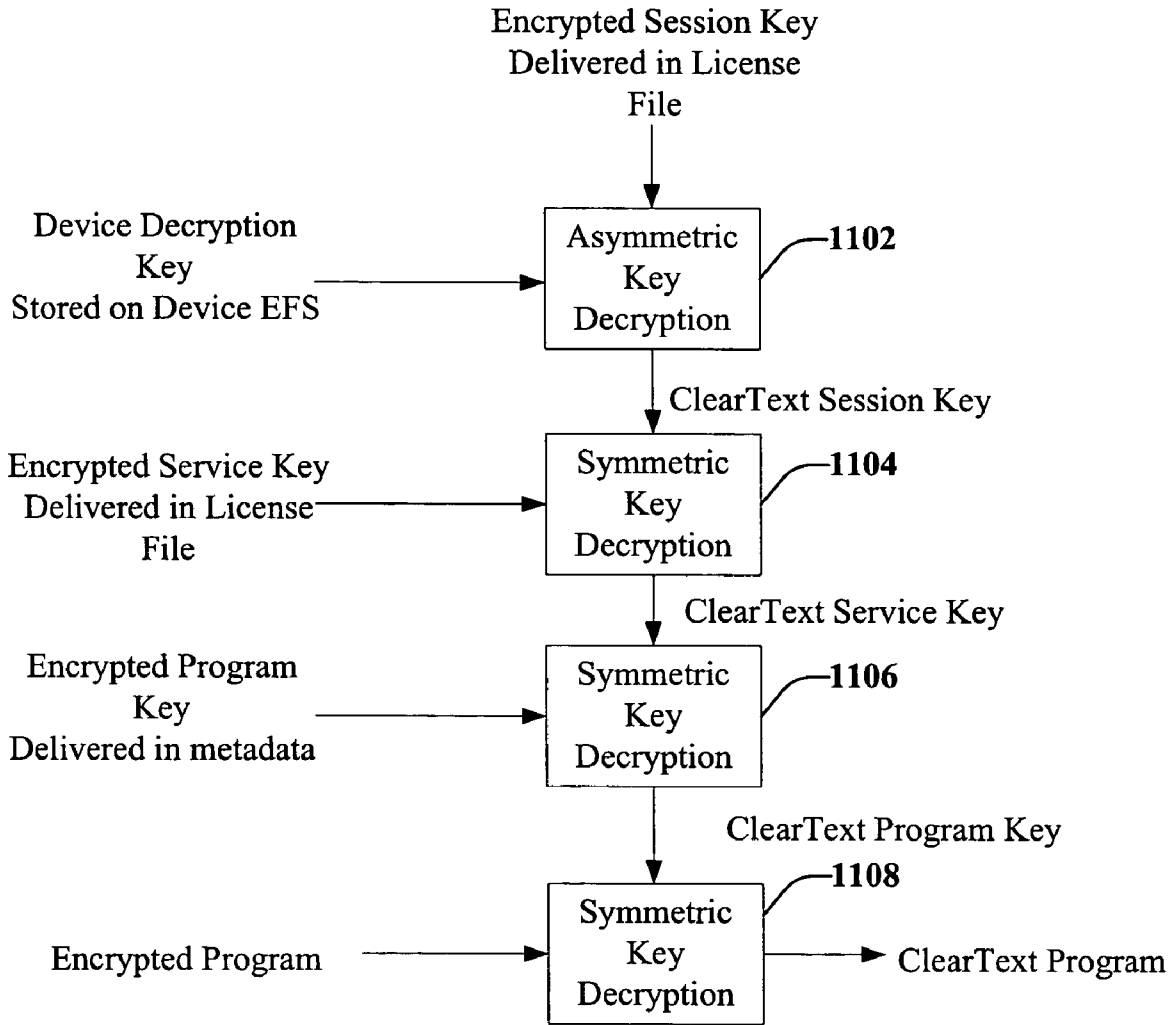 Encrypted Session Key
Delivered in License
File
Device Decryption
Key
Stored on Device EFS
Asymmetric
Key
Decryption
1102
ClearText Session Key
Encrypted Service Key
Delivered in License
File
Symmetric
Key
Decryption
1104
ClearText Service Key
Encrypted Program
Key
Delivered in metadata
Symmetric
Key
Decryption
1106
ClearText Program Key
1108
Encrypted Program
Symmetric
Key
Decryption
ClearText Program